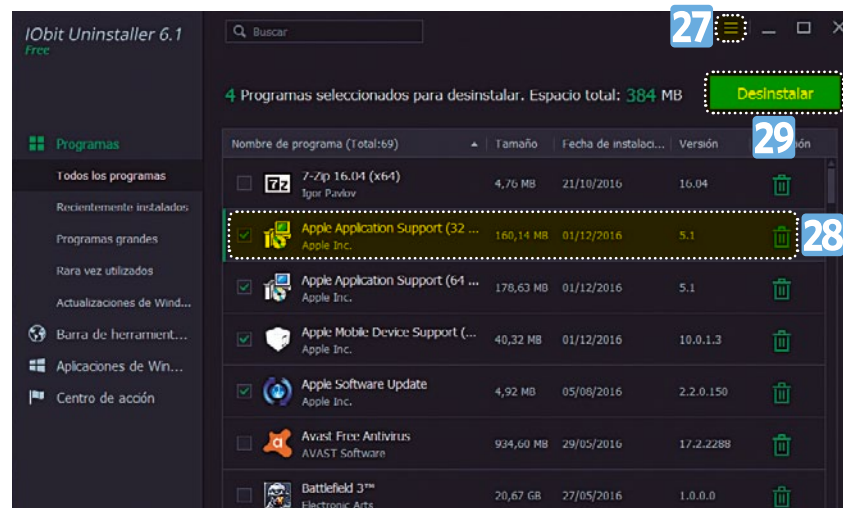 IObit Uninstaller 6.1
Free
Buscar
27
4 Programas seleccionados para desinstalar. Espacio total: 384 MB
Desinstalar
29
Programas
Todos los programas
Recientemente instalados
Programas grandes
Rara vez utilizados
Actualizaciones de Wind...
Barra de herramient...
Aplicaciones de Win...
Centro de acción
Nombre de programa (Total:69) Tamaño Fecha de instalaci... Versión
7-Zip 16.04 (x64) 4,76 MB 21/10/2016 16.04
Igor Pavlov
Apple Application Support (32 ... 160,14 MB 01/12/2016 5.1
Apple Inc.
28
Apple Application Support (64 ... 178,63 MB 01/12/2016 5.1
Apple Inc.
Apple Mobile Device Support (... 40,32 MB 01/12/2016 10.0.1.3
Apple Inc.
Apple Software Update 4,92 MB 05/08/2016 2.2.0.150
Apple Inc.
Avast Free Antivirus 934,60 MB 29/05/2016 17.2.2288
AVAST Software
Battlefield 3™ 20,67 GB 27/05/2016 1.0.0.0
Electronic Arts